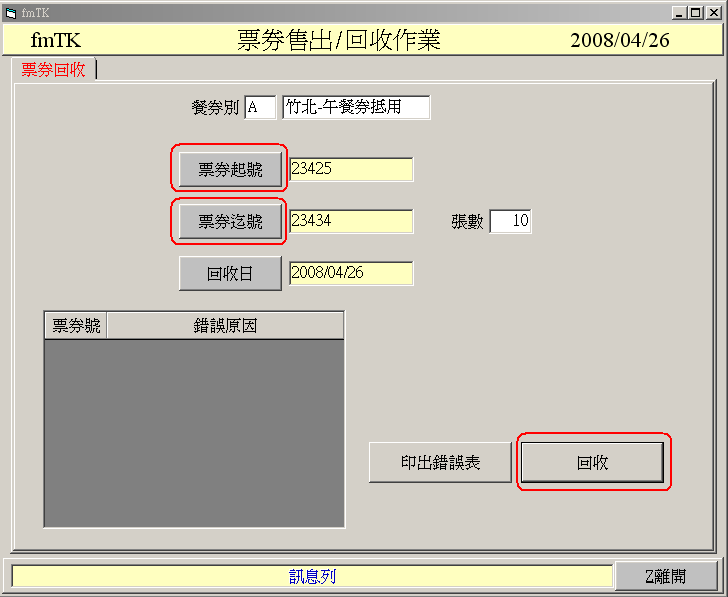 fmTK
fmTK 票券售出/回收作業 2008/04/26
票券回收
餐券別 A 竹北-午餐券抵用
票券起號 23425
票券迄號 23434 張數 10
回收日 2008/04/26
票券號 錯誤原因
印出錯誤表 回收
訊息列 Z離開